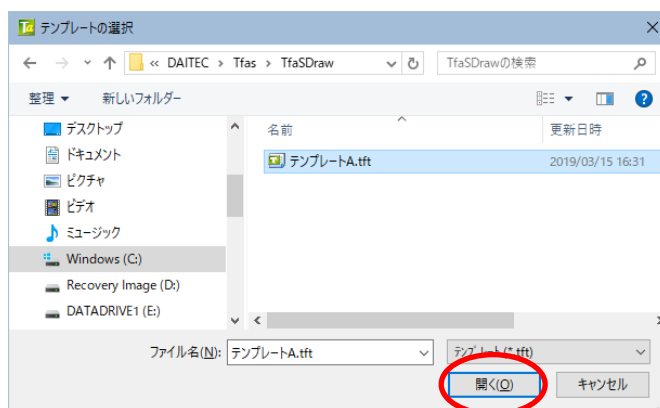 テンプレートの選択
« DAITEC > Tfas > TfaSDraw
TfaSDrawの検索
整理 新しいフォルダー
名前 更新日時
デスクトップ
ドキュメント
ピクチャ
ビデオ
ミュージック
Windows (C:)
Recovery Image (D:)
DATADRIVE1 (E:)
テンプレートA.tft 2019/03/15 16:31
ファイル名(N): テンプレートA.tft
テンプレート(*.tft)
開く(O) キャンセル